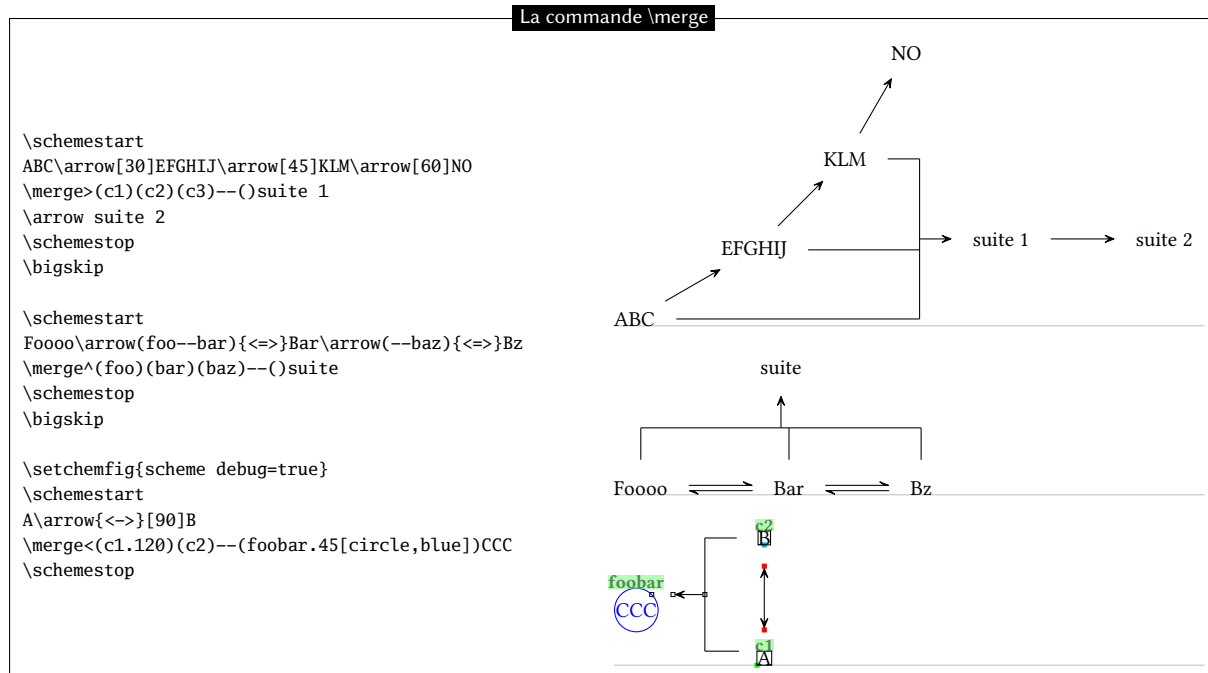 La commande \merge
\schemestart
ABC\arrow[30]EFGHIJ\arrow[45]KLM\arrow[60]NO
\merge>(c1)(c2)(c3)--()suite 1
\arrow suite 2
\schemestop
\bigskip
\schemestart
Foooo\arrow(foo--bar){<=>}Bar\arrow(--baz){<=>}Bz
\merge^(foo)(bar)(baz)--()suite
\schemestop
\bigskip
\setchemfig{scheme debug=true}
\schemestart
A\arrow{<->}[90]B
\merge<(c1.120)(c2)--(foobar.45[circle,blue])CCC
\schemestop
NO
KLM
EFGHIJ
suite 1
suite 2
ABC
suite
Foooo
Bar
Bz
c2
B
foobar
CCC
c1
A